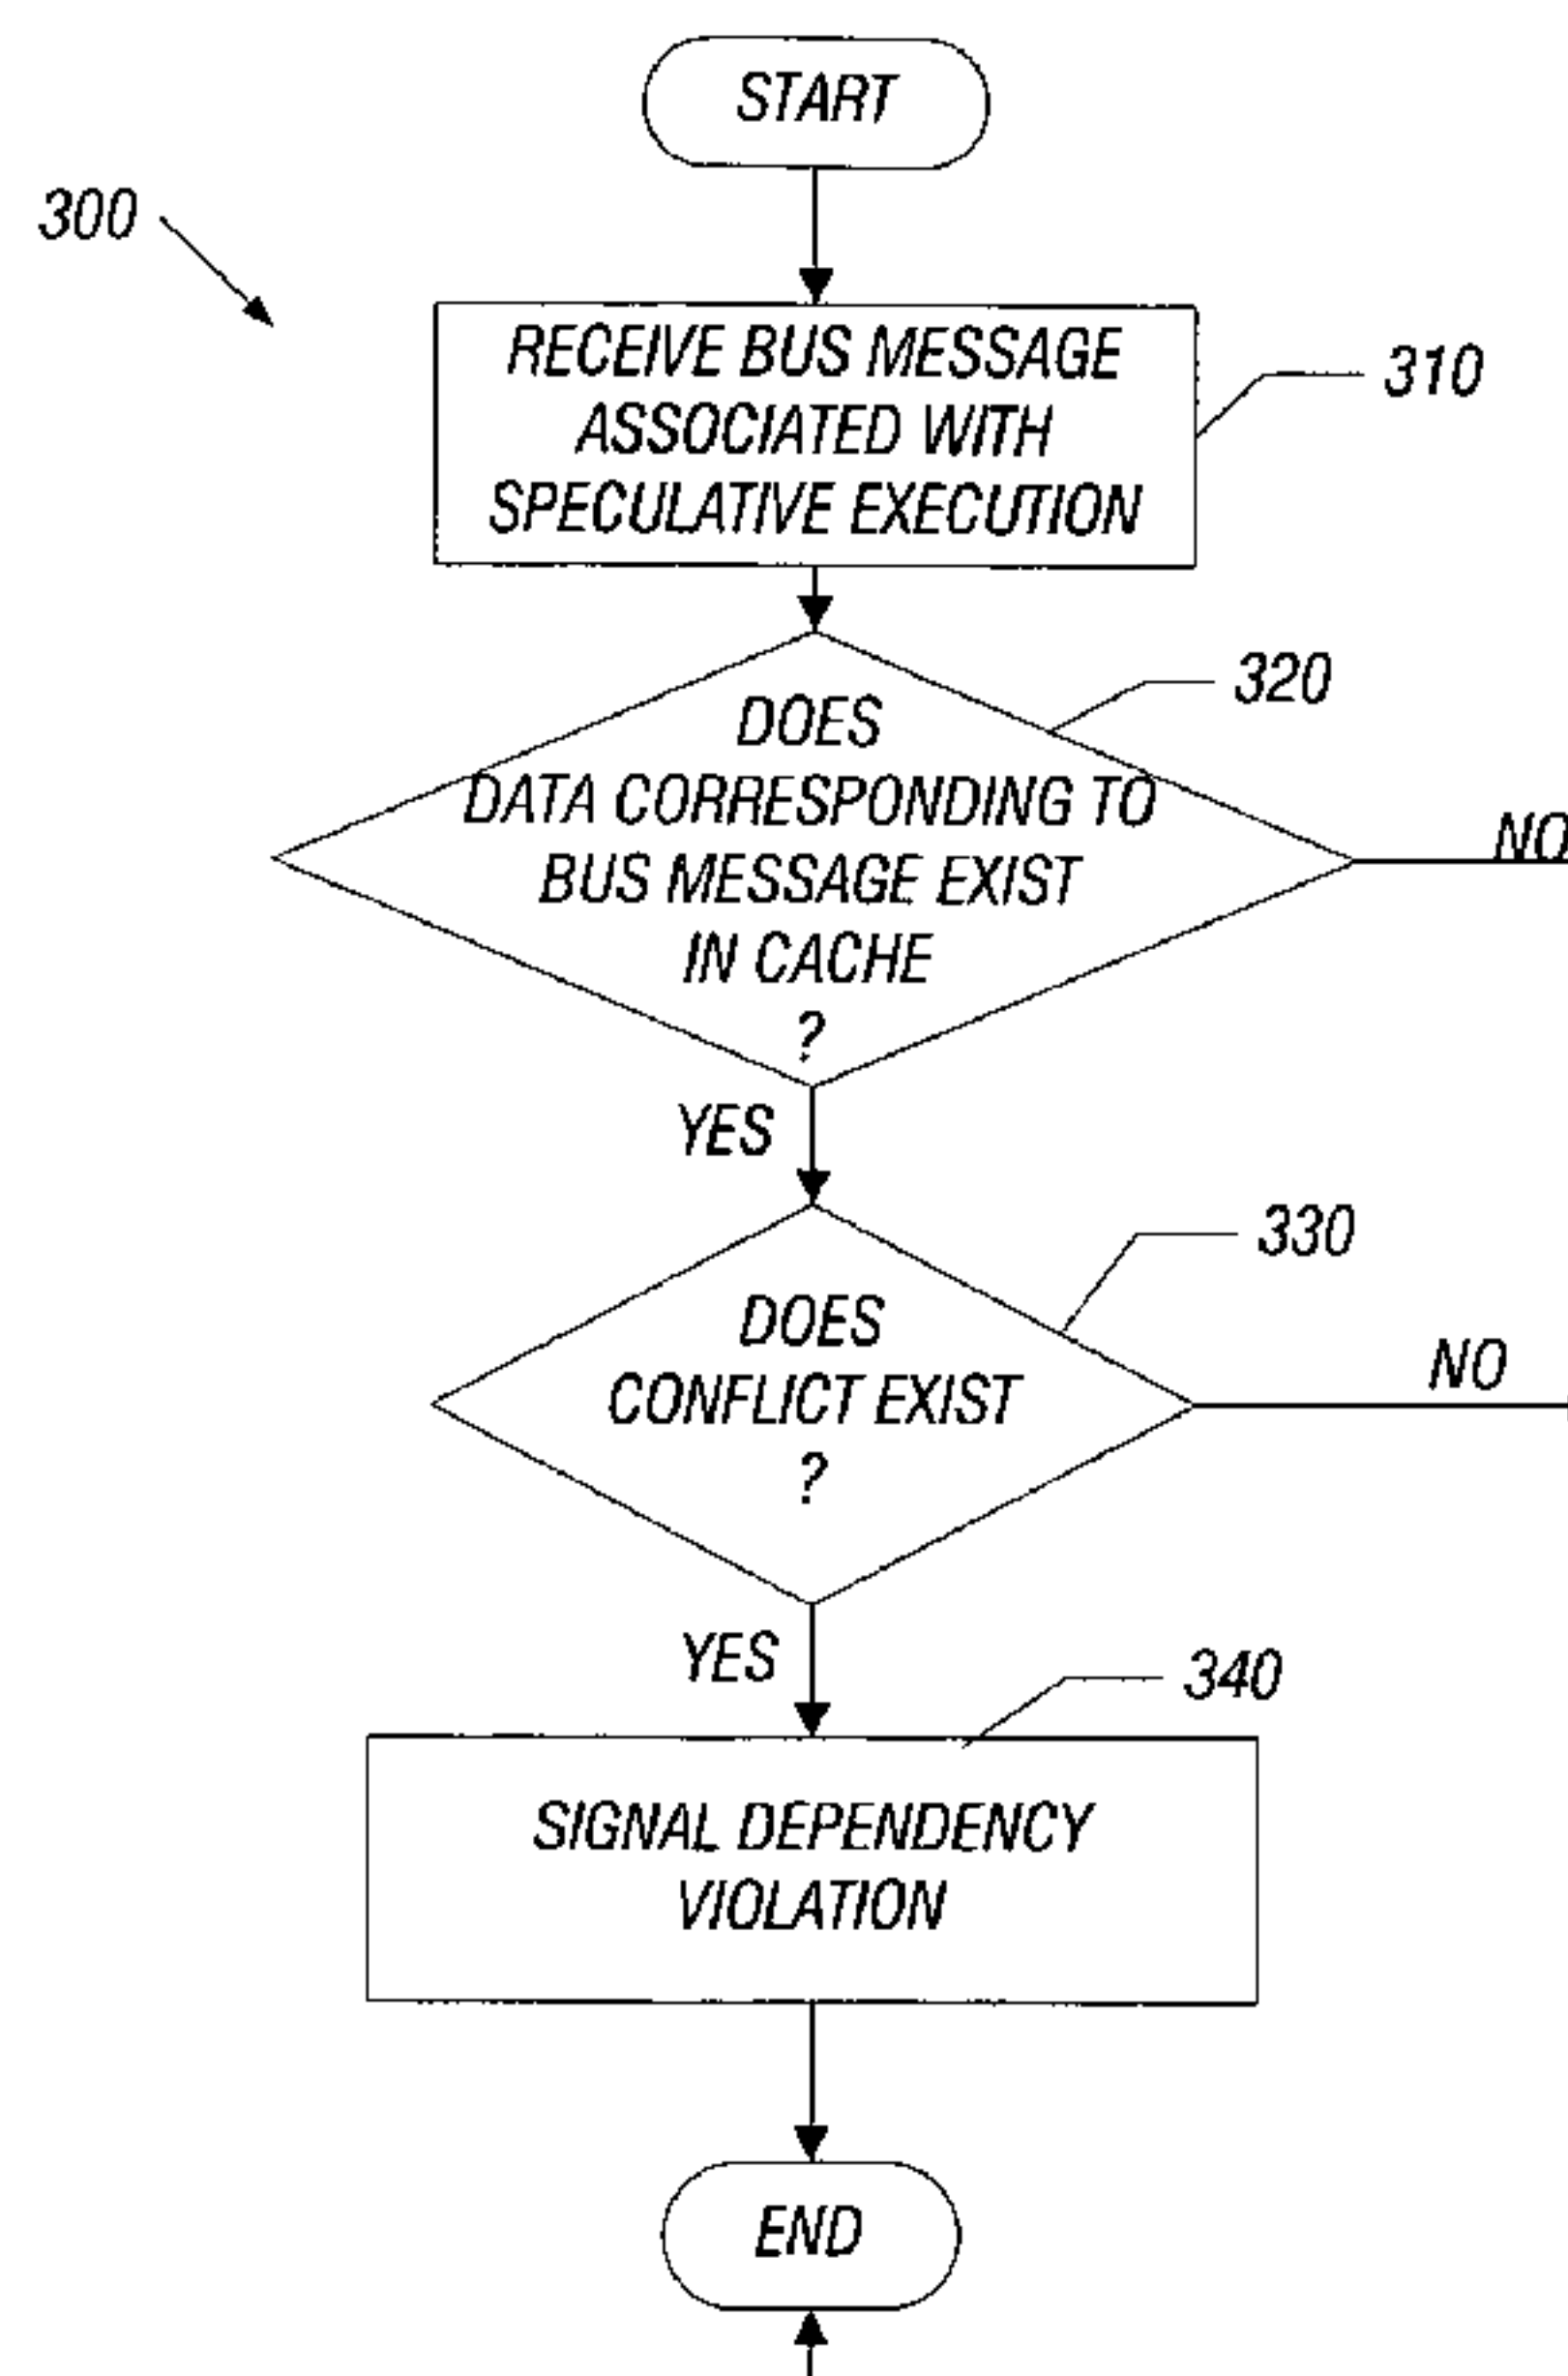 START
300
RECEIVE BUS MESSAGE
ASSOCIATED WITH
SPECULATIVE EXECUTION
310
320
DOES
DATA CORRESPONDING TO
BUS MESSAGE EXIST
IN CACHE
?
NO
YES
330
DOES
CONFLICT EXIST
?
NO
YES
340
SIGNAL DEPENDENCY
VIOLATION
END